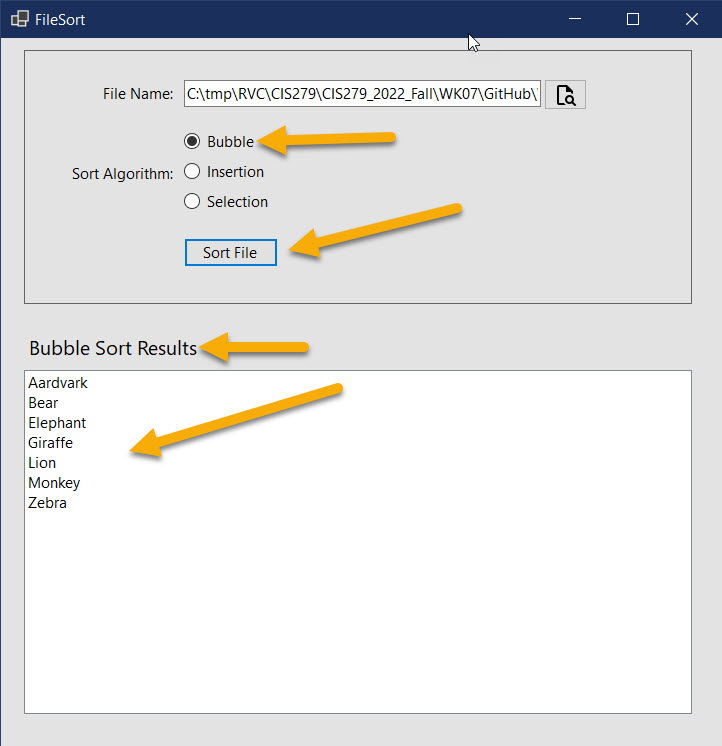 FileSort
File Name: C:\tmp\RVC\CIS279\CIS279_2022_Fall\WK07\GitHub\
Bubble
Sort Algorithm: Insertion
Selection
Sort File
Bubble Sort Results
Aardvark
Bear
Elephant
Giraffe
Lion
Monkey
Zebra